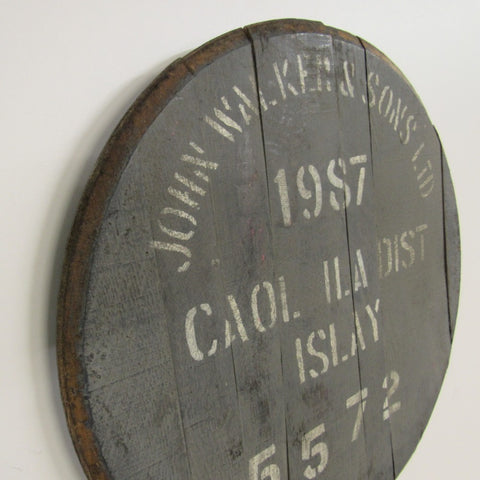 JOHN WALKER & SONS LTD
1987
CAOL ILA DIST
ISLAY
5572